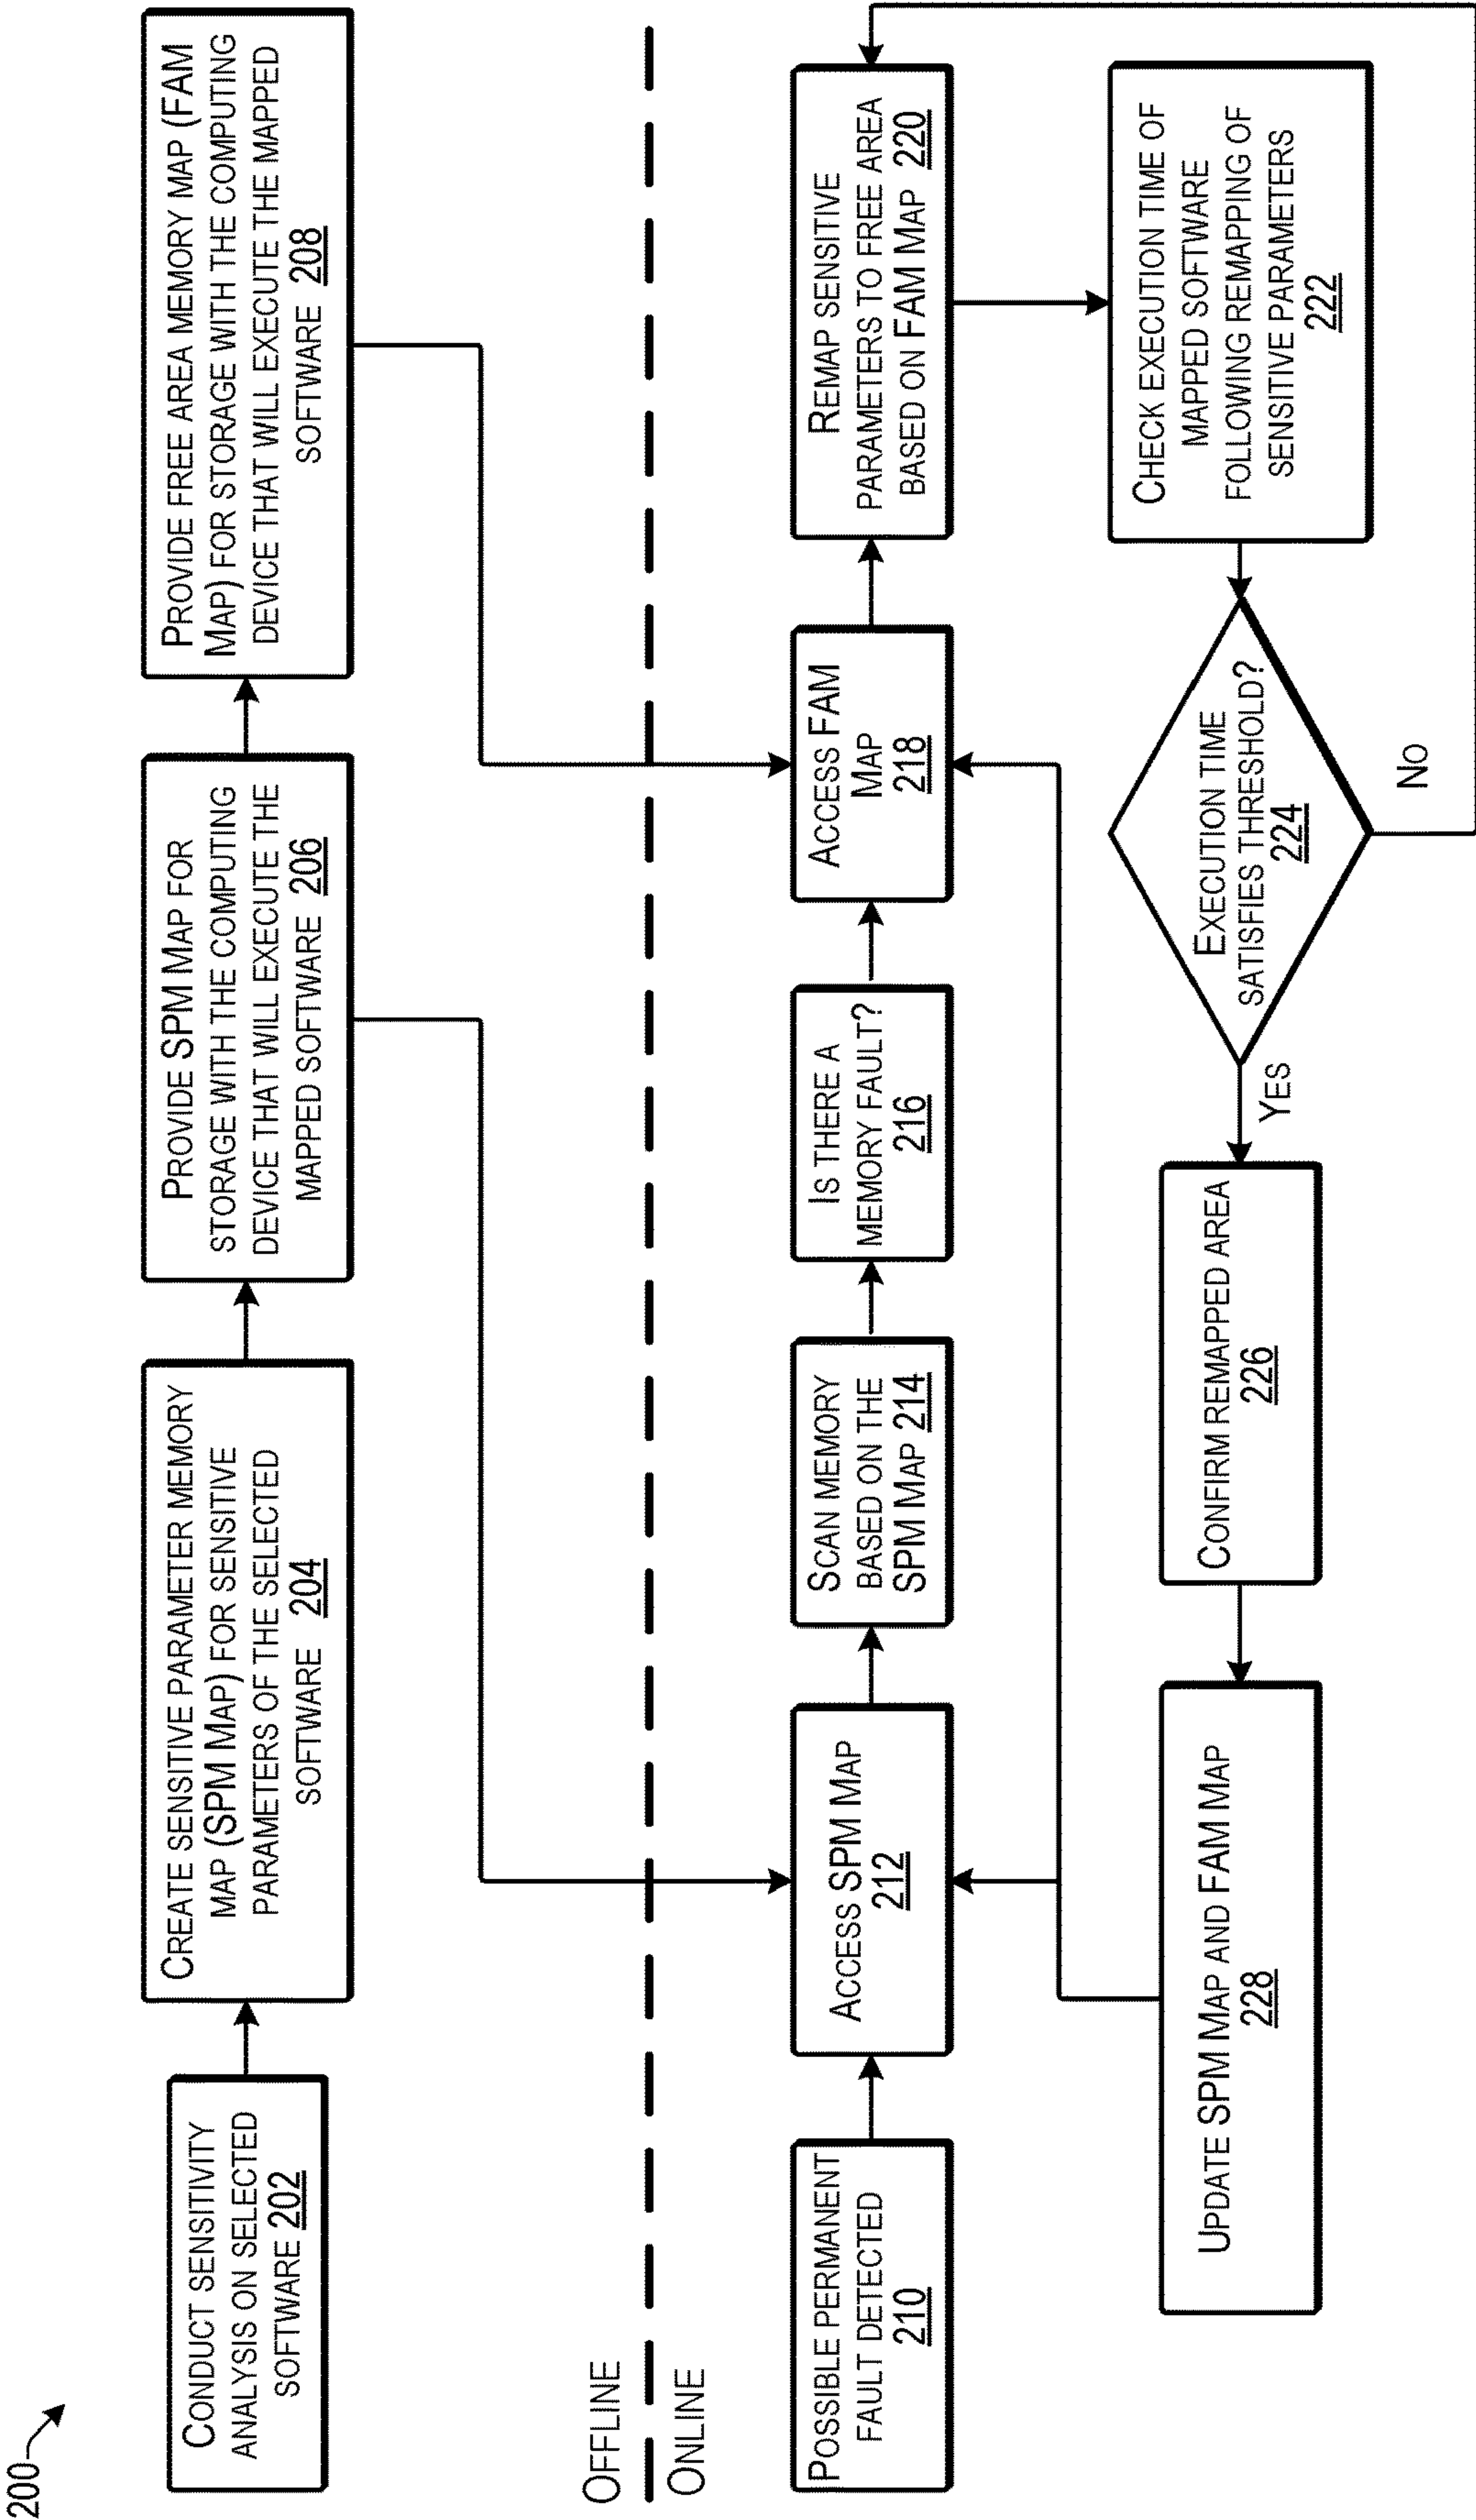 200
CONDUCT SENSITIVITY
ANALYSIS ON SELECTED
SOFTWARE 202
CREATE SENSITIVE PARAMETER MEMORY
MAP (SPM MAP) FOR SENSITIVE
PARAMETERS OF THE SELECTED
SOFTWARE 204
PROVIDE SPM MAP FOR
STORAGE WITH THE COMPUTING
DEVICE THAT WILL EXECUTE THE
MAPPED SOFTWARE 206
PROVIDE FREE AREA MEMORY MAP (FAM
MAP) FOR STORAGE WITH THE COMPUTING
DEVICE THAT WILL EXECUTE THE MAPPED
SOFTWARE 208
OFFLINE
ONLINE
POSSIBLE PERMANENT
FAULT DETECTED
210
ACCESS SPM MAP
212
SCAN MEMORY
BASED ON THE
SPM MAP 214
IS THERE A
MEMORY FAULT?
216
ACCESS FAM
MAP
218
REMAP SENSITIVE
PARAMETERS TO FREE AREA
BASED ON FAM MAP 220
CHECK EXECUTION TIME OF
MAPPED SOFTWARE
FOLLOWING REMAPPING OF
SENSITIVE PARAMETERS
222
EXECUTION TIME
SATISFIES THRESHOLD?
224
NO
YES
CONFIRM REMAPPED AREA
226
UPDATE SPM MAP AND FAM MAP
228